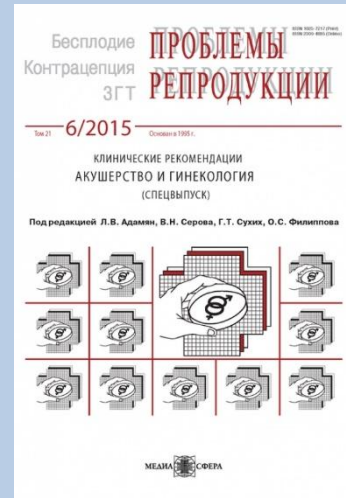 Бесплодие
Контрацепция
ЗГТ
ПРОБЛЕМЫ
РЕПРОДУКЦИИ
Том 21
6/2015
Основан в 1995 г.
КЛИНИЧЕСКИЕ РЕКОМЕНДАЦИИ
АКУШЕРСТВО И ГИНЕКОЛОГИЯ
(СПЕЦВЫПУСК)
Под редакцией Л.В. Адамян, В.Н. Серова, Г.Т. Сухих, О.С. Филиппова
МЕДИА СФЕРА